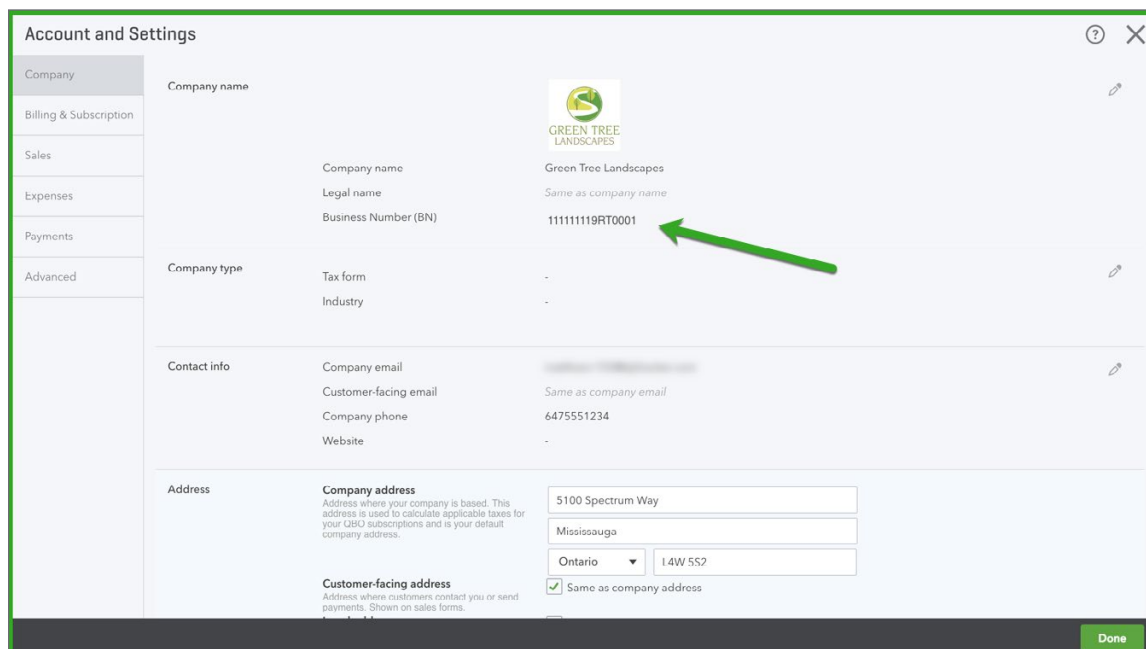 Account and Settings
Company
Billing & Subscription
Sales
Expenses
Payments
Advanced
Company name
GREEN TREE
LANDSCAPES
Company name Green Tree Landscapes
Legal name Same as company name
Business Number (BN) 111111119RT0001
Company type
Tax form -
Industry -
Contact info
Company email
Customer-facing email Same as company email
Company phone 6475551234
Website -
Address
Company address
Address where your company is based. This
address is used to calculate applicable taxes for
your QBO subscriptions and is your default
company address.
5100 Spectrum Way
Mississauga
Ontario L4W 5S2
Customer-facing address
Address where customers contact you or send
payments. Shown on sales forms.
Same as company address
Done